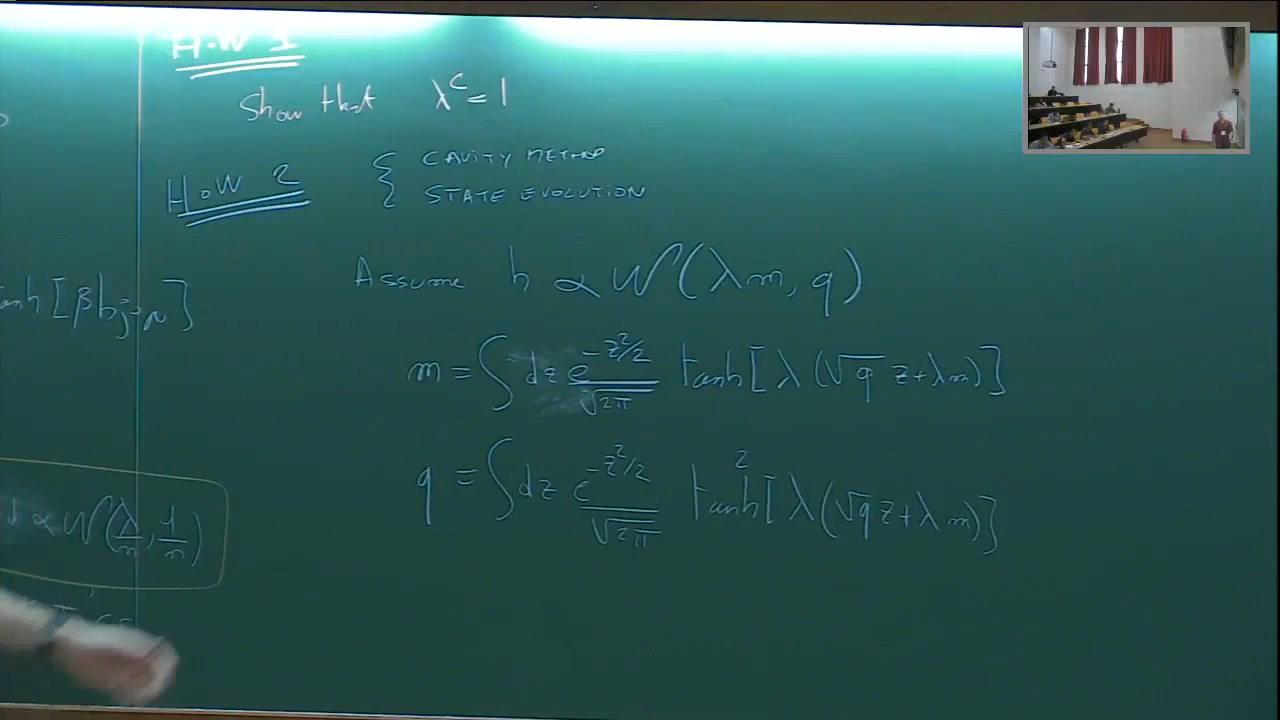 H.W 1
Show that λ^c = 1
H.W 2 { CAVITY METHOD
STATE EVOLUTION
tanh[βh_{j→μ}]
Assume h ∝ 𝒩(λm, q)
m = ∫ dz e^{-z²/2}/√2π tanh[λ(√q z+λm)]
∝ 𝒩(λ/n, 1/n)
q = ∫ dz e^{-z²/2}/√2π tanh²[λ(√q z+λm)]